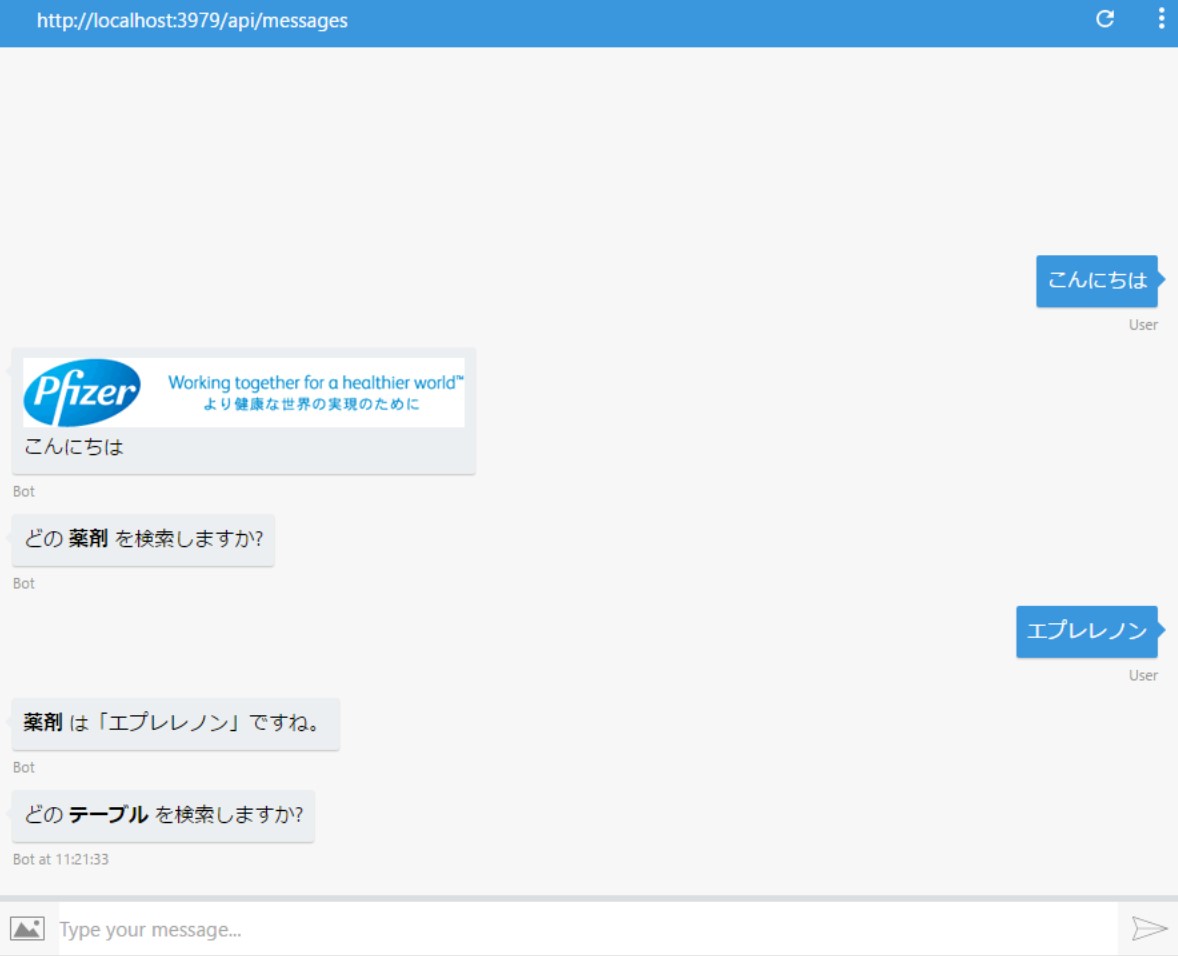 http://localhost:3979/api/messages
こんにちは
User
Pfizer
Working together for a healthier world™
より健康な世界の実現のために
こんにちは
Bot
どの 薬剤 を検索しますか?
Bot
エプレレノン
User
薬剤 は「エプレレノン」ですね。
Bot
どの テーブル を検索しますか?
Bot at 11:21:33
Type your message...